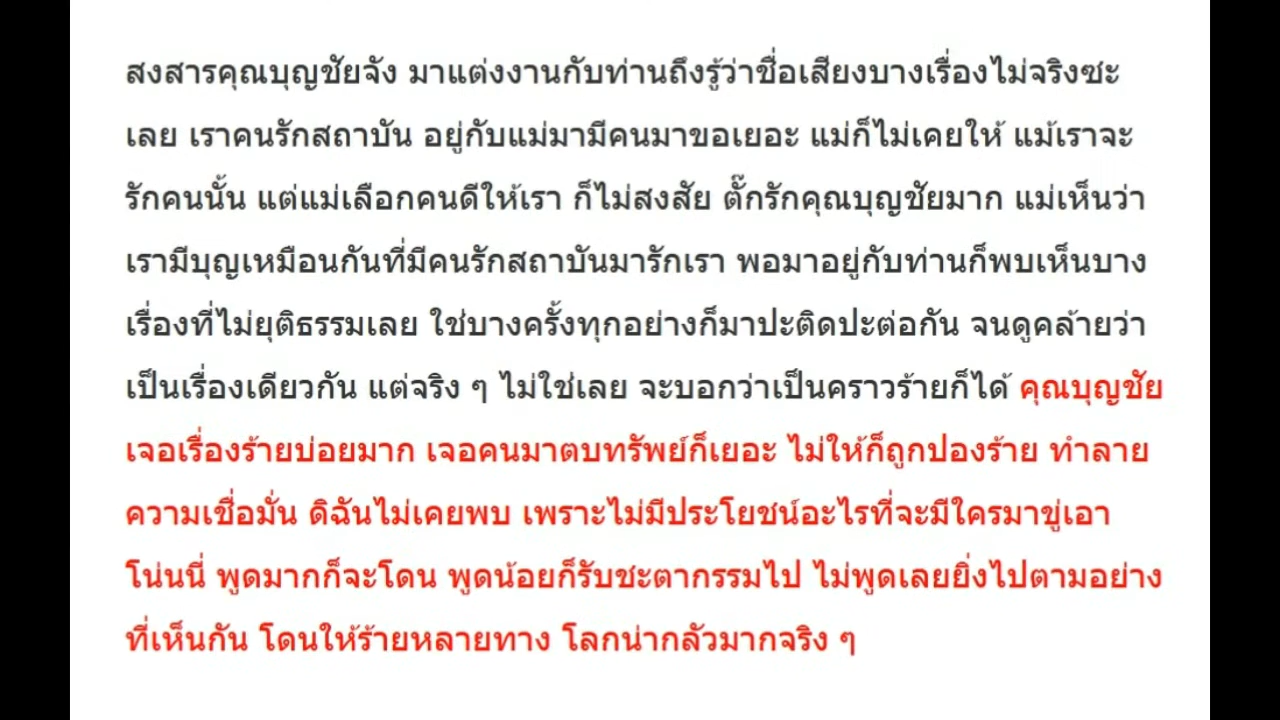 สงสารคุณบุญชัยจัง มาแต่งงานกับท่านถึงรู้ว่าชื่อเสียงบางเรื่องไม่จริงซะ
เลย เราคนรักสถาบัน อยู่กับแม่มามีคนมาขอเยอะ แม่ก็ไม่เคยให้ แม้เราจะ
รักคนนั้น แต่แม่เลือกคนดีให้เรา ก็ไม่สงสัย ตั๊กรักคุณบุญชัยมาก แม่เห็นว่า
เรามีบุญเหมือนกันที่มีคนรักสถาบันมารักเรา พอมาอยู่กับท่านก็พบเห็นบาง
เรื่องที่ไม่ยุติธรรมเลย ใช่บางครั้งทุกอย่างก็มาปะติดปะต่อกัน จนดูคล้ายว่า
เป็นเรื่องเดียวกัน แต่จริง ๆ ไม่ใช่เลย จะบอกว่าเป็นคราวร้ายก็ได้ คุณบุญชัย
เจอเรื่องร้ายบ่อยมาก เจอคนมาตบทรัพย์ก็เยอะ ไม่ให้ก็ถูกปองร้าย ทำลาย
ความเชื่อมั่น ดิฉันไม่เคยพบ เพราะไม่มีประโยชน์อะไรที่จะมีใครมาขู่เอา
โน่นนี่ พูดมากก็จะโดน พูดน้อยก็รับชะตากรรมไป ไม่พูดเลยยิ่งไปตามอย่าง
ที่เห็นกัน โดนให้ร้ายหลายทาง โลกน่ากลัวมากจริง ๆ